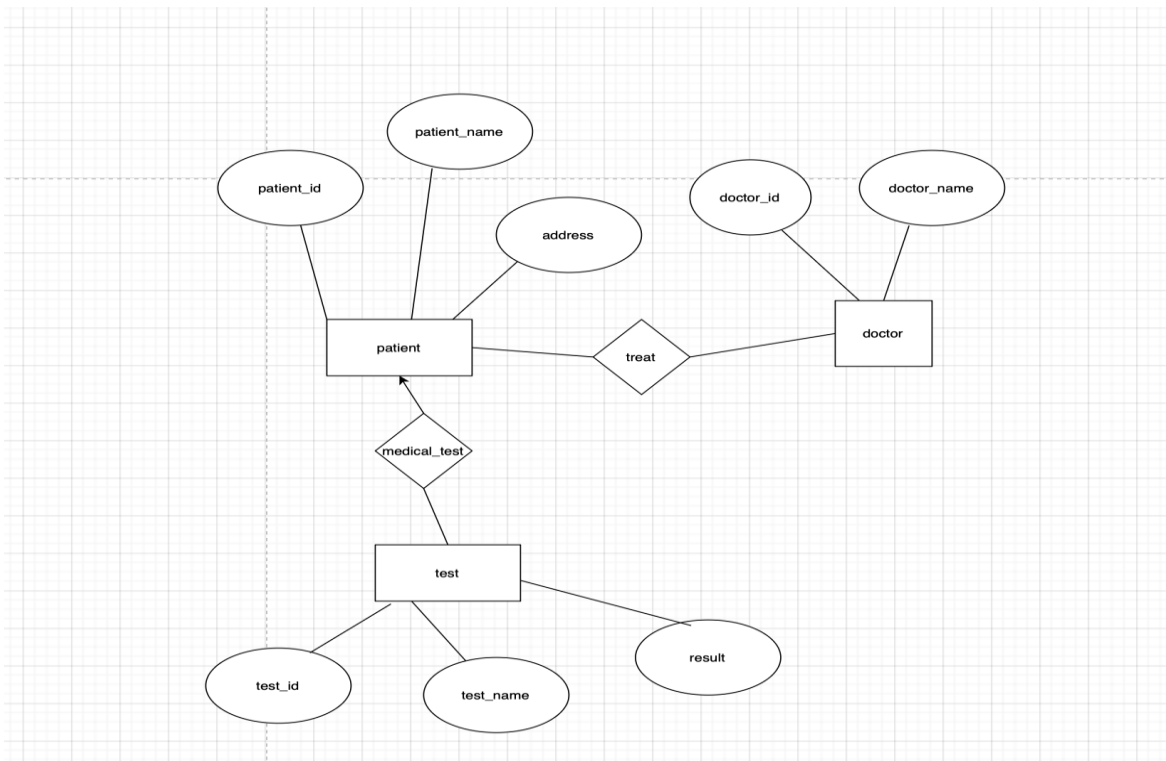 patient_name
patient_id
doctor_id
doctor_name
address
patient
treat
doctor
medical_test
test
test_id
test_name
result